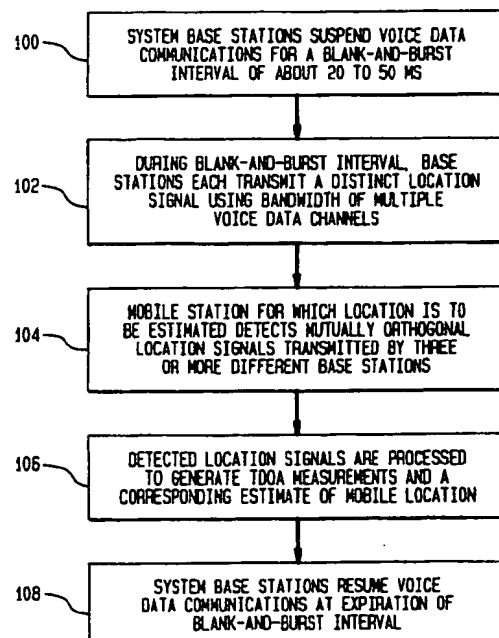 100
SYSTEM BASE STATIONS SUSPEND VOICE DATA
COMMUNICATIONS FOR A BLANK-AND-BURST
INTERVAL OF ABOUT 20 TO 50 MS
102
DURING BLANK-AND-BURST INTERVAL, BASE
STATIONS EACH TRANSMIT A DISTINCT LOCATION
SIGNAL USING BANDWIDTH OF MULTIPLE
VOICE DATA CHANNELS
104
MOBILE STATION FOR WHICH LOCATION IS TO
BE ESTIMATED DETECTS MUTUALLY ORTHOGONAL
LOCATION SIGNALS TRANSMITTED BY THREE
OR MORE DIFFERENT BASE STATIONS
106
DETECTED LOCATION SIGNALS ARE PROCESSED
TO GENERATE TDOA MEASUREMENTS AND A
CORRESPONDING ESTIMATE OF MOBILE LOCATION
108
SYSTEM BASE STATIONS RESUME VOICE
DATA COMMUNICATIONS AT EXPIRATION OF
BLANK-AND-BURST INTERVAL